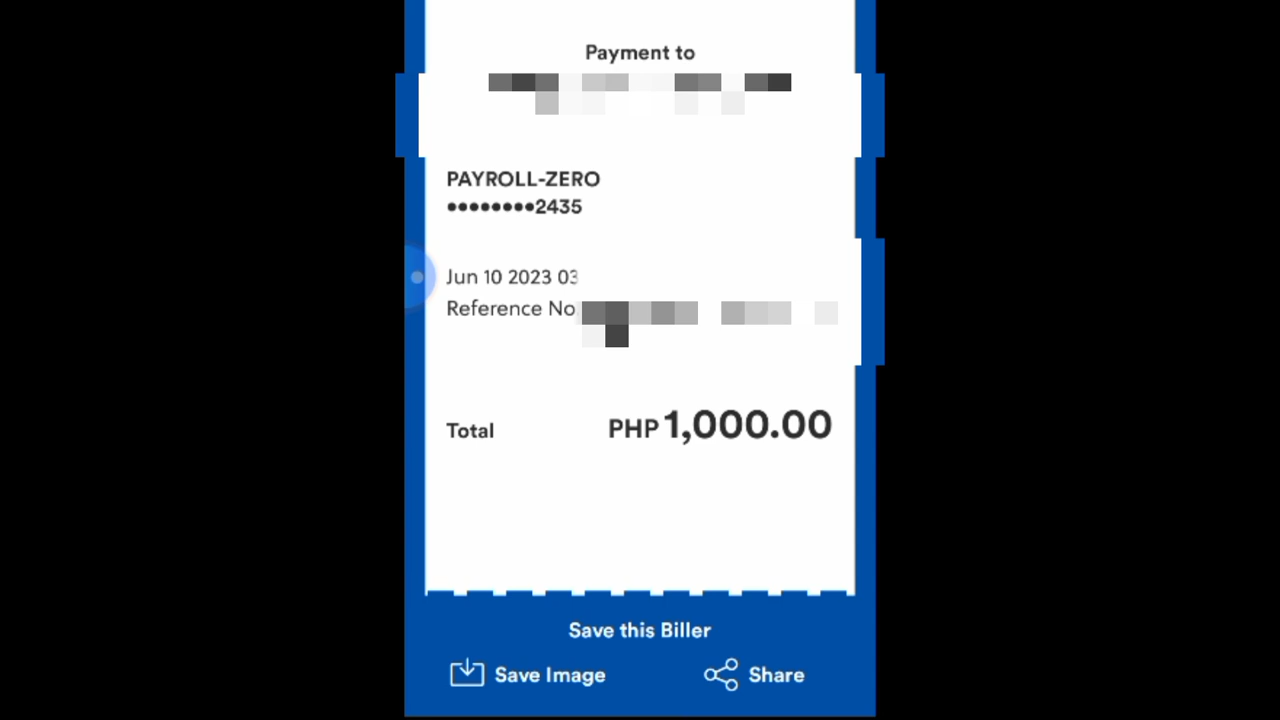 Payment to
PAYROLL-ZERO
••••••••2435
Jun 10 2023 03
Reference No
Total PHP 1,000.00
Save this Biller
Save Image Share